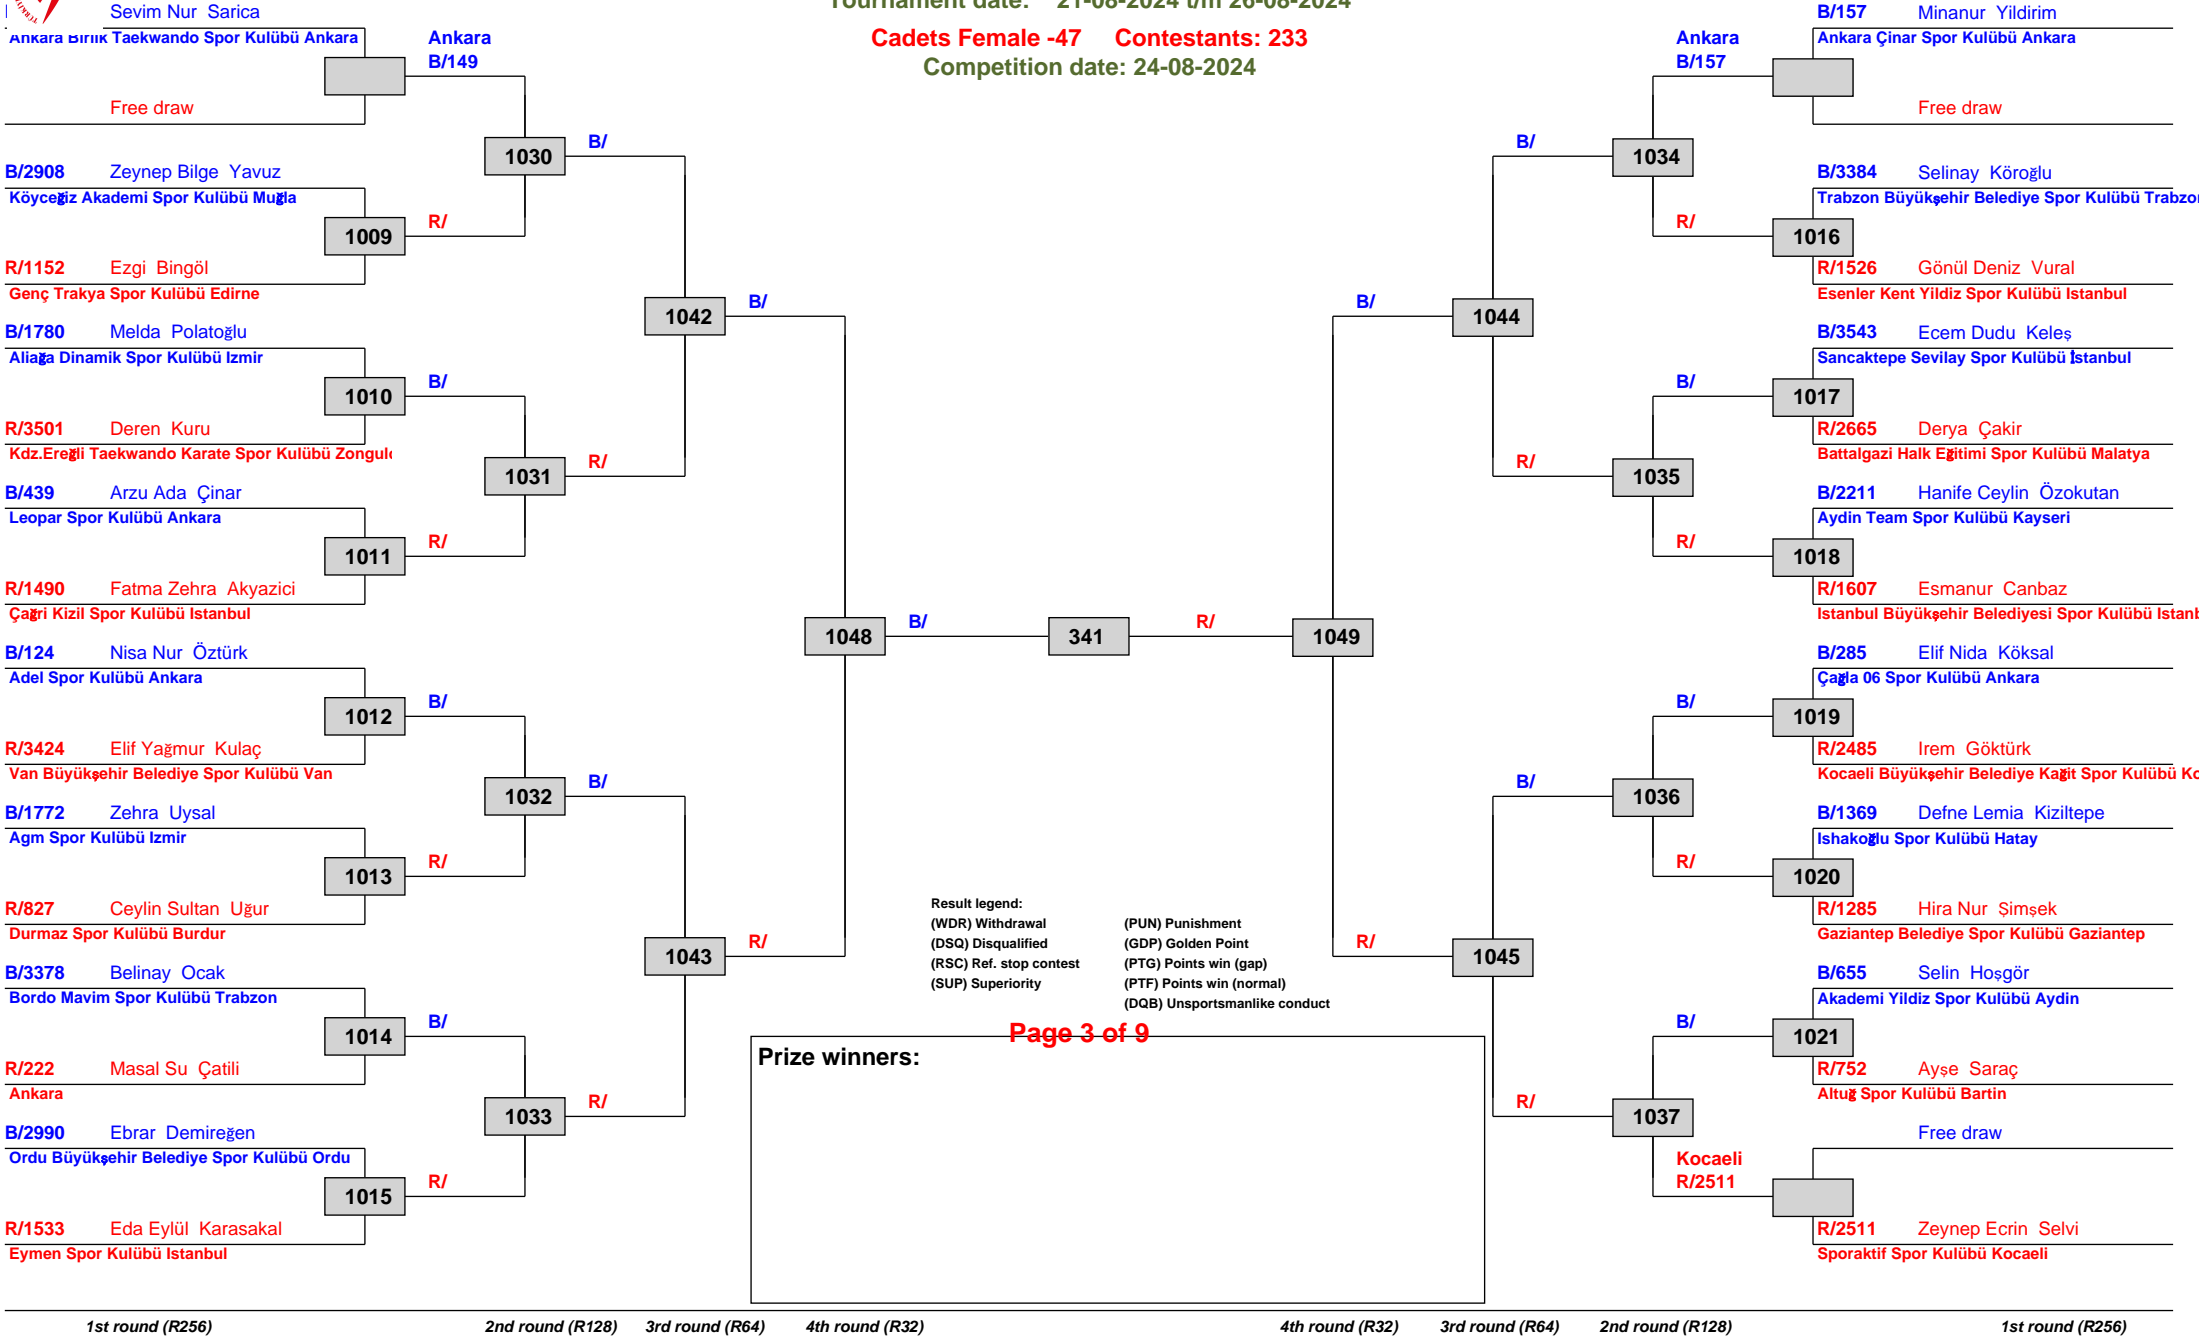 Tournament date: 21-08-2024 t/m 26-08-2024
Cadets Female -47 Contestants: 233
Competition date: 24-08-2024
Sevim Nur Sarica
Ankara Birlik Taekwando Spor Kulübü Ankara
Free draw
Ankara
B/149
B/2908 Zeynep Bilge Yavuz
Köyceğiz Akademi Spor Kulübü Muğla
1009
R/
R/1152 Ezgi Bingöl
Genç Trakya Spor Kulübü Edirne
1030
B/
B/1780 Melda Polatoğlu
Aliağa Dinamik Spor Kulübü Izmir
1010
B/
R/3501 Deren Kuru
Kdz.Ereğli Taekwando Karate Spor Kulübü Zongul
1031
R/
B/439 Arzu Ada Çinar
Leopar Spor Kulübü Ankara
1011
R/
R/1490 Fatma Zehra Akyazici
Çağri Kizil Spor Kulübü Istanbul
1042
B/
B/124 Nisa Nur Öztürk
Adel Spor Kulübü Ankara
1012
B/
R/3424 Elif Yağmur Kulaç
Van Büyükşehir Belediye Spor Kulübü Van
1032
B/
B/1772 Zehra Uysal
Agm Spor Kulübü Izmir
1013
R/
R/827 Ceylin Sultan Uğur
Durmaz Spor Kulübü Burdur
1043
R/
B/3378 Belinay Ocak
Bordo Mavim Spor Kulübü Trabzon
1014
B/
R/222 Masal Su Çatili
Ankara
1033
R/
B/2990 Ebrar Demireğen
Ordu Büyükşehir Belediye Spor Kulübü Ordu
1015
R/
R/1533 Eda Eylül Karasakal
Eymen Spor Kulübü Istanbul
1048
B/
341
R/
1049
B/157 Minanur Yildirim
Ankara Çinar Spor Kulübü Ankara
Free draw
Ankara
B/157
B/3384 Selinay Köroğlu
Trabzon Büyükşehir Belediye Spor Kulübü Trabzon
1016
R/
R/1526 Gönül Deniz Vural
Esenler Kent Yildiz Spor Kulübü Istanbul
1034
B/
B/3543 Ecem Dudu Keleş
Sancaktepe Sevilay Spor Kulübü İstanbul
1017
B/
R/2665 Derya Çakir
Battalgazi Halk Eğitimi Spor Kulübü Malatya
1035
R/
B/2211 Hanife Ceylin Özokutan
Aydin Team Spor Kulübü Kayseri
1018
R/
R/1607 Esmanur Canbaz
Istanbul Büyükşehir Belediyesi Spor Kulübü Istanb
1044
B/
B/285 Elif Nida Köksal
Çağla 06 Spor Kulübü Ankara
1019
B/
R/2485 Irem Göktürk
Kocaeli Büyükşehir Belediye Kağit Spor Kulübü Ko
1036
B/
B/1369 Defne Lemia Kiziltepe
Ishakoğlu Spor Kulübü Hatay
1020
R/
R/1285 Hira Nur Şimşek
Gaziantep Belediye Spor Kulübü Gaziantep
1045
R/
B/655 Selin Hoşgör
Akademi Yildiz Spor Kulübü Aydin
1021
B/
R/752 Ayşe Saraç
Altuğ Spor Kulübü Bartin
1037
R/
Free draw
Kocaeli
R/2511
R/2511 Zeynep Ecrin Selvi
Sporaktif Spor Kulübü Kocaeli
Result legend:
(WDR) Withdrawal (PUN) Punishment
(DSQ) Disqualified (GDP) Golden Point
(RSC) Ref. stop contest (PTG) Points win (gap)
(SUP) Superiority (PTF) Points win (normal)
(DQB) Unsportsmanlike conduct
Page 3 of 9
Prize winners:
1st round (R256) 2nd round (R128) 3rd round (R64) 4th round (R32) 4th round (R32) 3rd round (R64) 2nd round (R128) 1st round (R256)